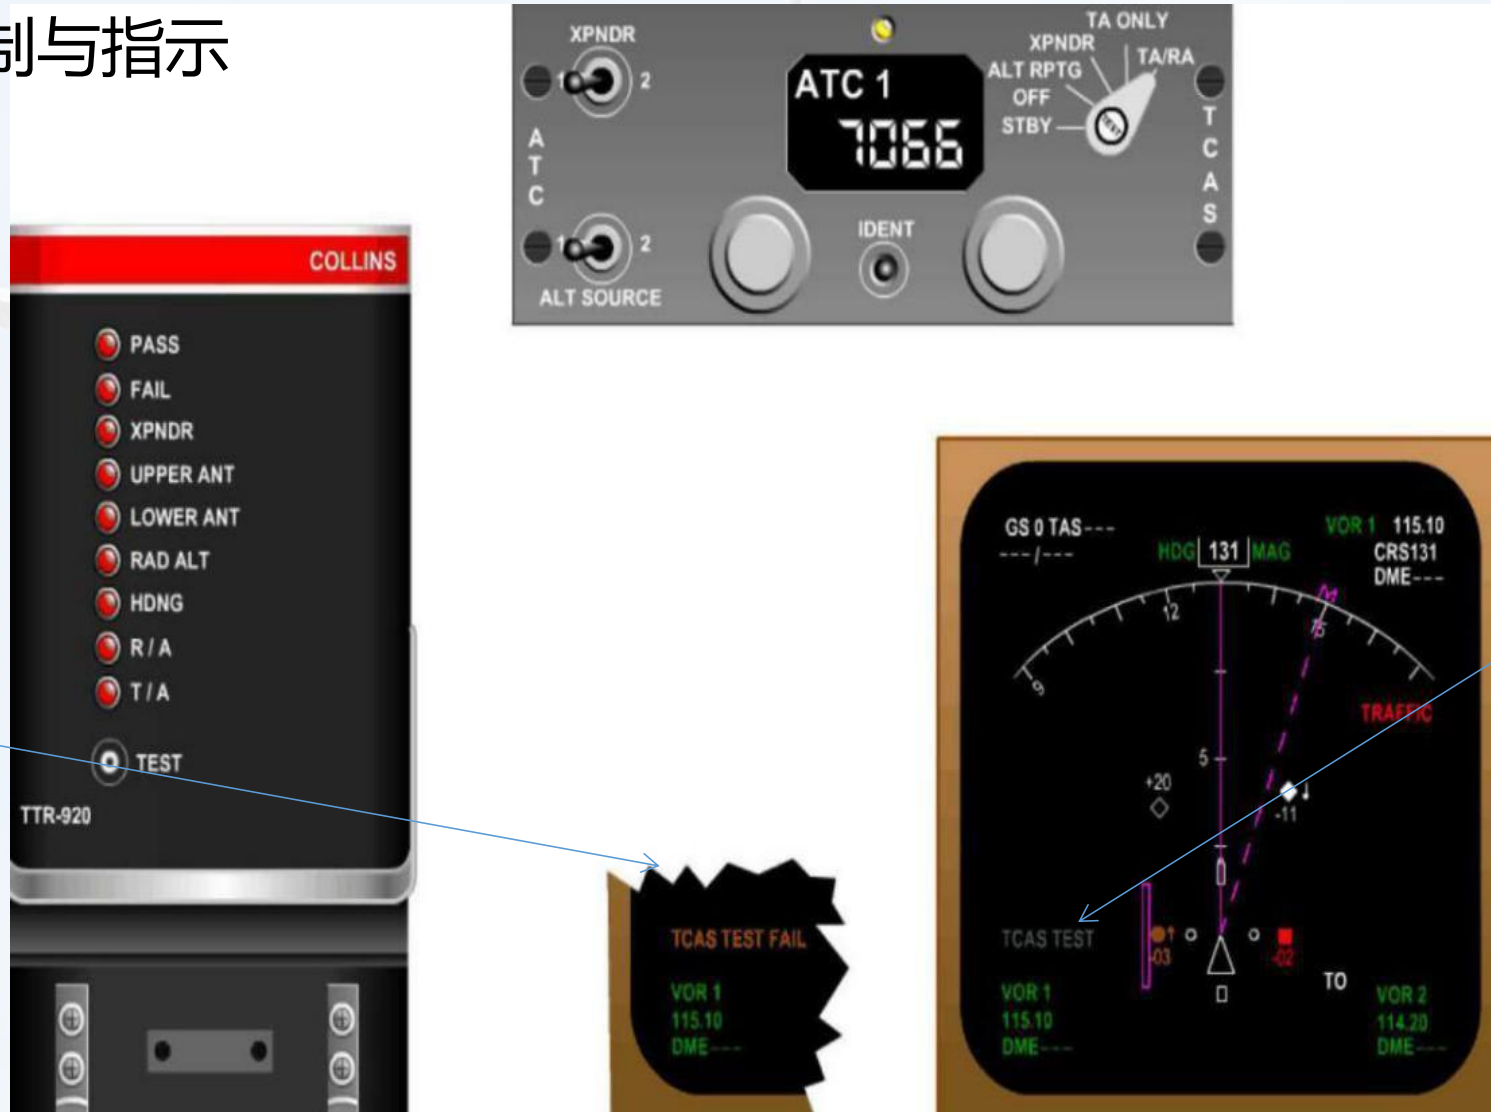 制与指示
XPNDR
1
2
ATC
1
2
ALT SOURCE
ATC 1
7066
IDENT
TA ONLY
XPNDR
TA/RA
ALT RPTG
OFF
STBY
TCAS
COLLINS
PASS
FAIL
XPNDR
UPPER ANT
LOWER ANT
RAD ALT
HDNG
R / A
T / A
TEST
TTR-920
TCAS TEST FAIL
VOR 1
115.10
DME---
GS 0 TAS---
---/---
HDG 131 MAG
VOR 1 115.10
CRS131
DME---
9
12
15
TRAFFIC
5
+20
-11
TCAS TEST
-03
-02
TO
VOR 1
115.10
DME---
VOR 2
114.20
DME---